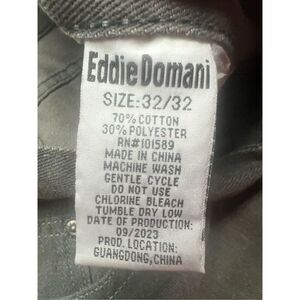 Eddie Domani
SIZE:32/32
70% COTTON
30% POLYESTER
RN#101589
MADE IN CHINA
MACHINE WASH
GENTLE CYCLE
DO NOT USE
CHLORINE BLEACH
TUMBLE DRY LOW
DATE OF PRODUCTION:
09/2023
PROD. LOCATION:
GUANGDONG,CHINA